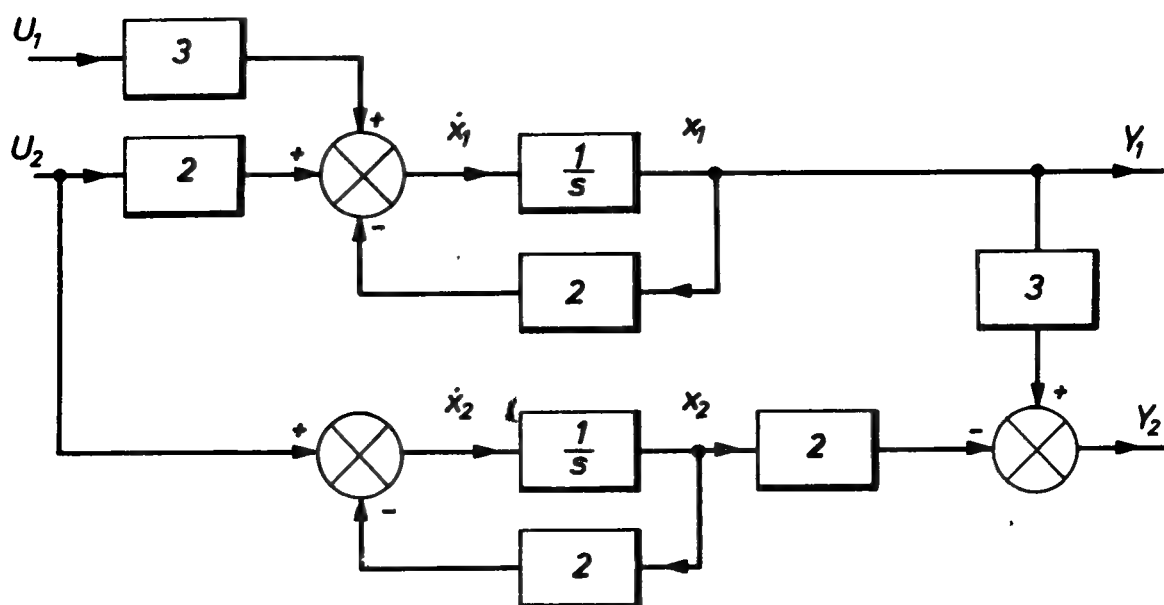 U₁
3
+
U₂
2
+
ẋ₁
1
s
x₁
Y₁
-
2
3
+
ẋ₂
1
s
x₂
2
-
+
Y₂
-
2